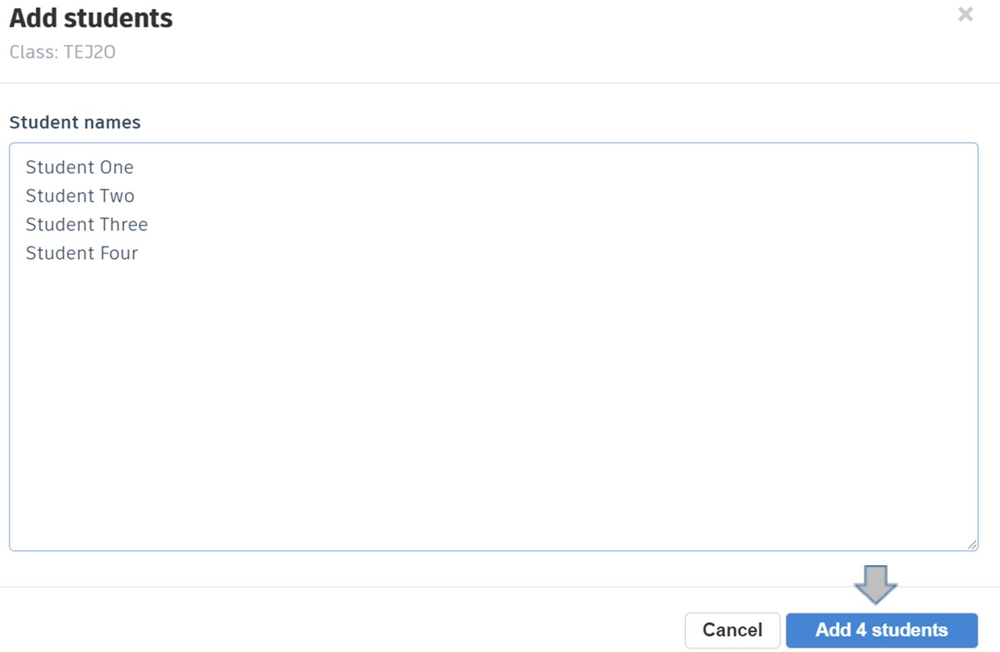 Add students
Class: TEJ2O
Student names
Student One
Student Two
Student Three
Student Four
Cancel
Add 4 students